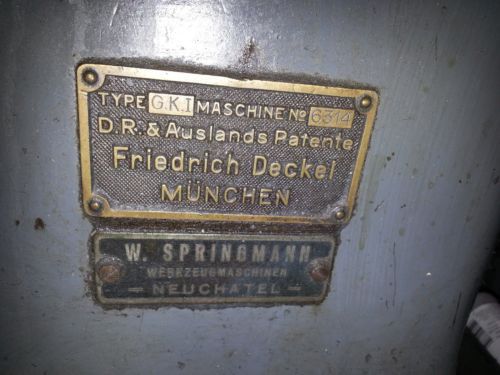 TYPE G.K.I MASCHINE No 6314
D.R. & Auslands Patente
Friedrich Deckel
MÜNCHEN
W. SPRINGMANN
WERKZEUGMASCHINEN
– NEUCHATEL –